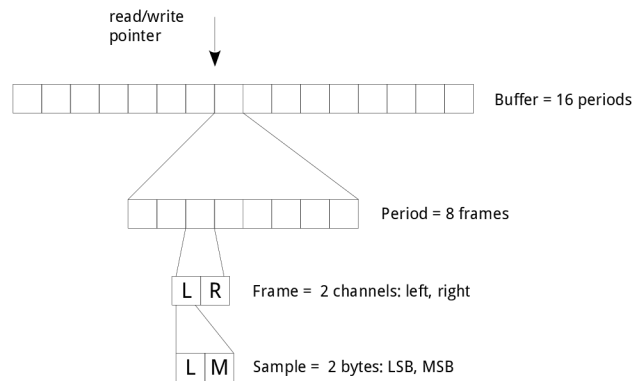 read/write
pointer
Buffer = 16 periods
Period = 8 frames
L R
Frame =  2 channels: left, right
L M
Sample =  2 bytes: LSB, MSB